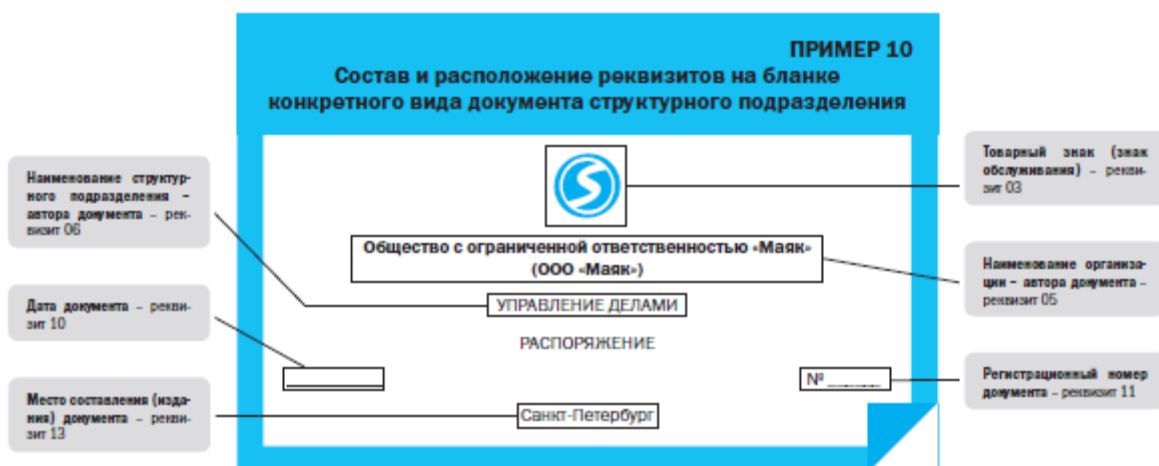 ПРИМЕР 10
Состав и расположение реквизитов на бланке
конкретного вида документа структурного подразделения
Наименование структур-
ного подразделения –
автора документа – рек-
визит 06
Дата документа – рекви-
зит 10
Место составления (изда-
ния) документа – рекви-
зит 13
Общество с ограниченной ответственностью «Маяк»
(ООО «Маяк»)
УПРАВЛЕНИЕ ДЕЛАМИ
РАСПОРЯЖЕНИЕ
№ ______
Санкт-Петербург
Товарный знак (знак
обслуживания) – рекви-
зит 03
Наименование организа-
ции – автора документа –
реквизит 05
Регистрационный номер
документа – реквизит 11